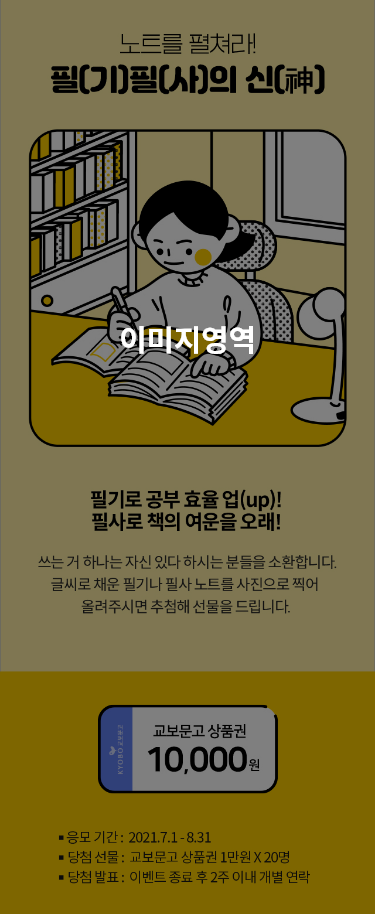 노트를 펼쳐라!
필(기)필(사)의 신(神)
이미지영역
필기로 공부 효율 업(up)!
필사로 책의 여운을 오래!
쓰는 거 하나는 자신 있다 하시는 분들을 소환합니다.
글씨로 채운 필기나 필사 노트를 사진으로 찍어
올려주시면 추첨해 선물을 드립니다.
교보문고 상품권
10,000원
KYOBO 교보문고
▪ 응모 기간 : 2021.7.1 - 8.31
▪ 당첨 선물 : 교보문고 상품권 1만원 X 20명
▪ 당첨 발표 : 이벤트 종료 후 2주 이내 개별 연락